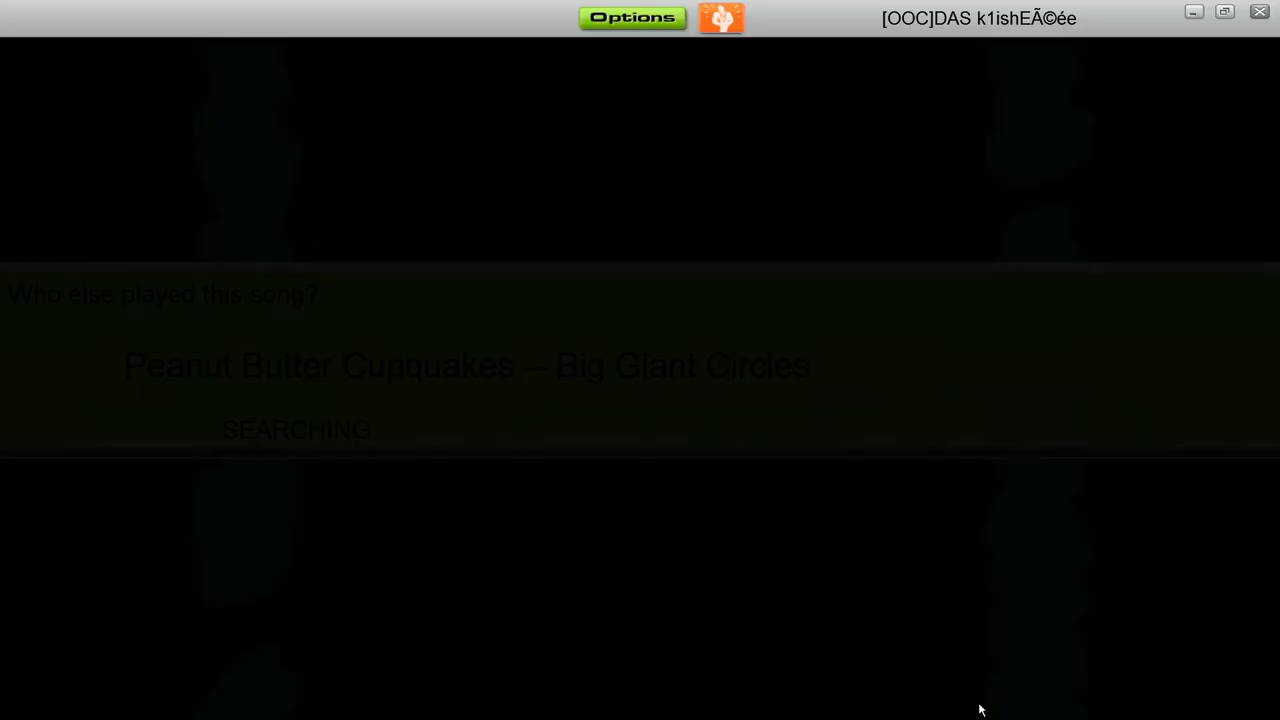 Options
[OOC]DAS k1ishEÃ©ée
Who else played this song?
Peanut Butter Cupquakes – Big Giant Circles
SEARCHING